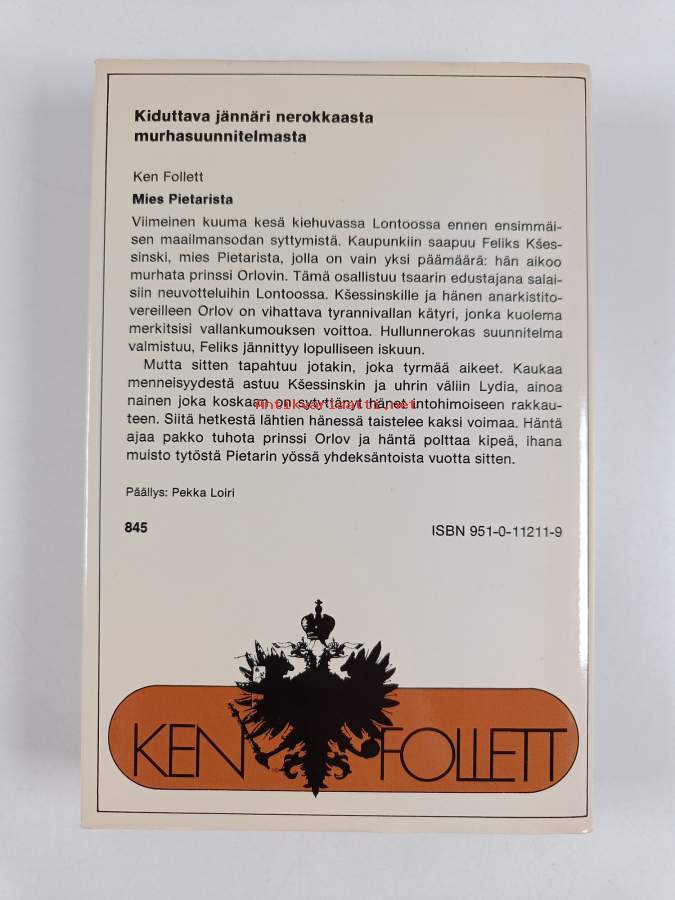 Kiduttava jännäri nerokkaasta
murhasuunnitelmasta
Ken Follett
Mies Pietarista
Viimeinen kuuma kesä kiehuvassa Lontoossa ennen ensimmäi-
sen maailmansodan syttymistä. Kaupunkiin saapuu Feliks Kšes-
sinski, mies Pietarista, jolla on vain yksi päämäärä: hän aikoo
murhata prinssi Orlovin. Tämä osallistuu tsaarin edustajana salai-
siin neuvotteluihin Lontoossa. Kšessinskille ja hänen anarkistito-
vereilleen Orlov on vihattava tyrannivallan kätyri, jonka kuolema
merkitsisi vallankumouksen voittoa. Hullunnerokas suunnitelma
valmistuu, Feliks jännittyy lopulliseen iskuun.
Mutta sitten tapahtuu jotakin, joka tyrmää aikeet. Kaukaa
menneisyydestä astuu Kšessinskin ja uhrin väliin Lydia, ainoa
nainen joka koskaan on sytyttänyt hänet intohimoiseen rakkau-
antikvariaatti.net
teen. Siitä hetkestä lähtien hänessä taistelee kaksi voimaa. Häntä
ajaa pakko tuhota prinssi Orlov ja häntä polttaa kipeä, ihana
muisto tytöstä Pietarin yössä yhdeksäntoista vuotta sitten.
Päällys: Pekka Loiri
845
ISBN 951-0-11211-9
KEN FOLLETT